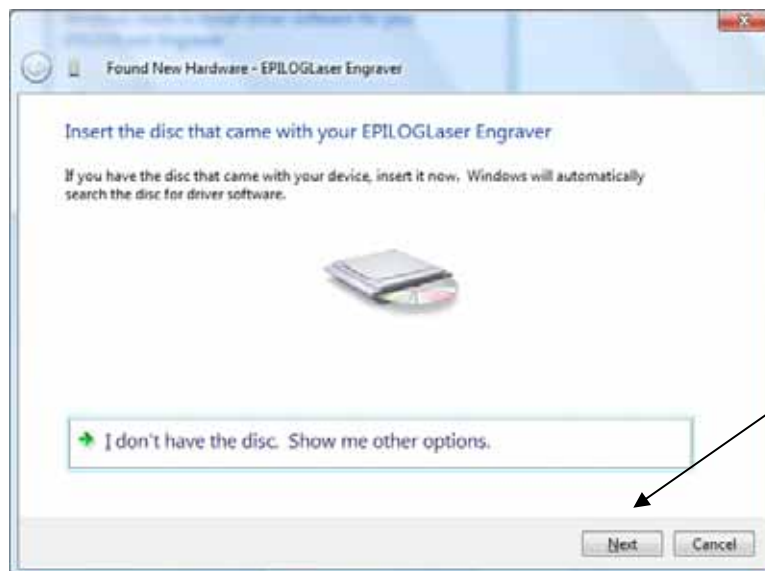 Found New Hardware - EPILOGLaser Engraver
Insert the disc that came with your EPILOGLaser Engraver
If you have the disc that came with your device, insert it now. Windows will automatically
search the disc for driver software.
I don't have the disc. Show me other options.
Next
Cancel